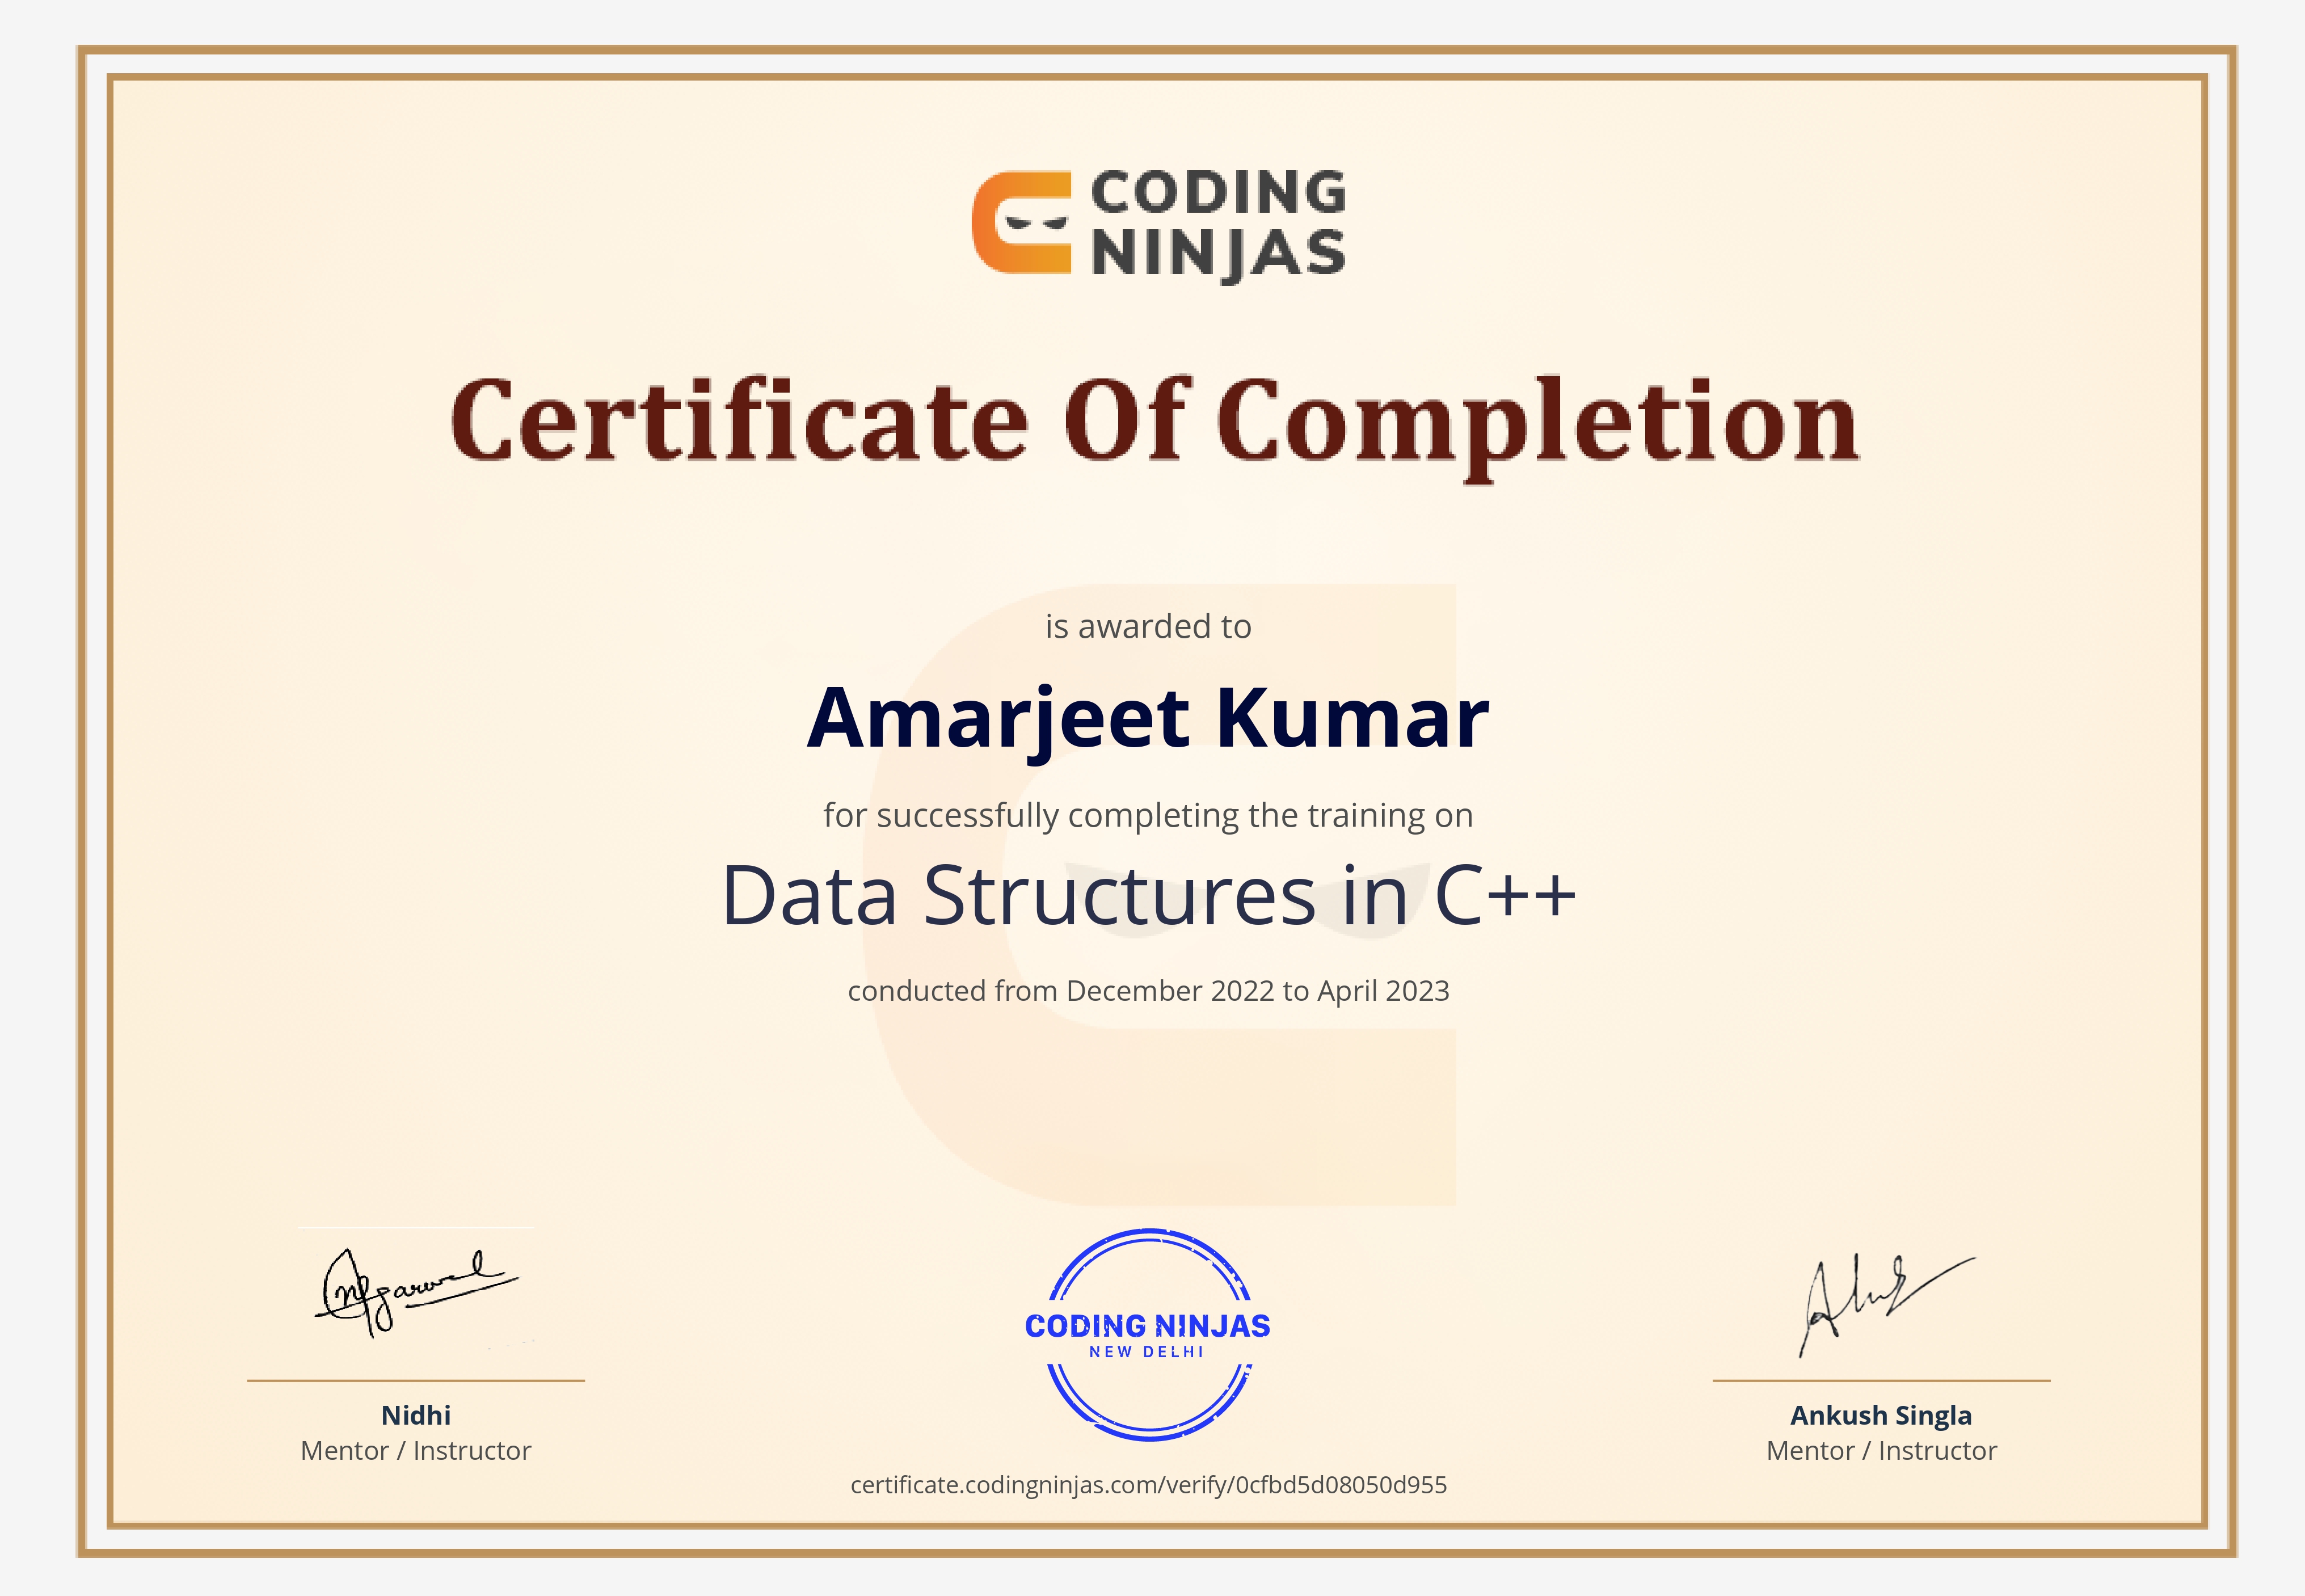 CODING
NINJAS
Certificate Of Completion
is awarded to
Amarjeet Kumar
for successfully completing the training on
Data Structures in C++
conducted from December 2022 to April 2023
CODING NINJAS
NEW DELHI
Nidhi
Mentor / Instructor
Ankush Singla
Mentor / Instructor
certificate.codingninjas.com/verify/0cfbd5d08050d955